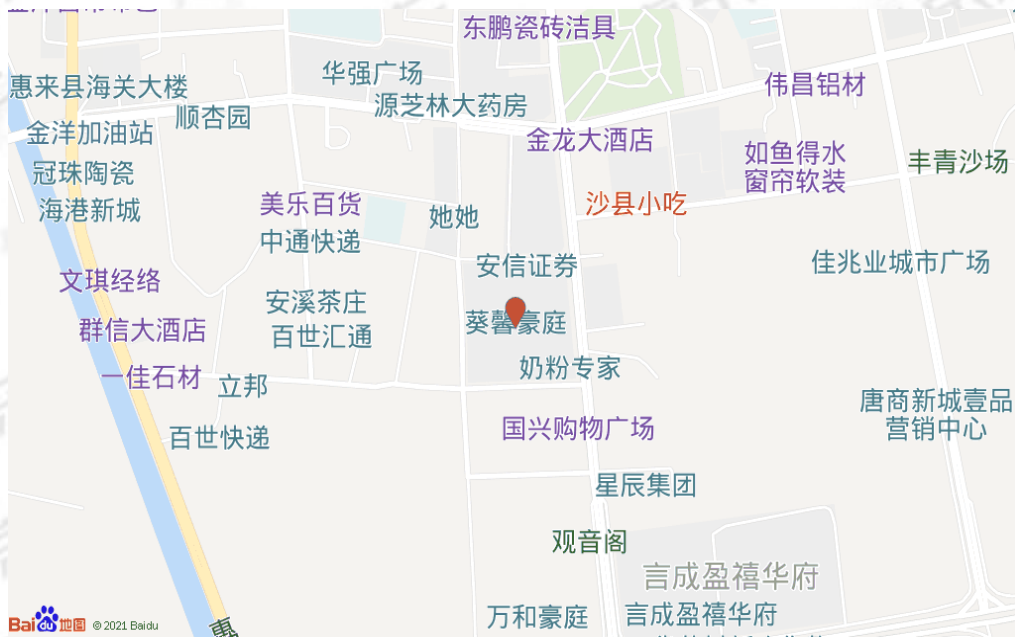 东鹏瓷砖洁具
华强广场
伟昌铝材
惠来县海关大楼
源芝林大药房
顺杏园
金洋加油站
金龙大酒店
如鱼得水
窗帘软装
丰青沙场
冠珠陶瓷
美乐百货
沙县小吃
海港新城
她她
中通快递
安信证券
佳兆业城市广场
文琪经络
安溪茶庄
葵馨豪庭
群信大酒店
百世汇通
奶粉专家
一佳石材
立邦
唐商新城壹品
营销中心
国兴购物广场
百世快递
星辰集团
观音阁
言成盈禧华府
万和豪庭
言成盈禧华府
惠
Bai du 地图 © 2021 Baidu